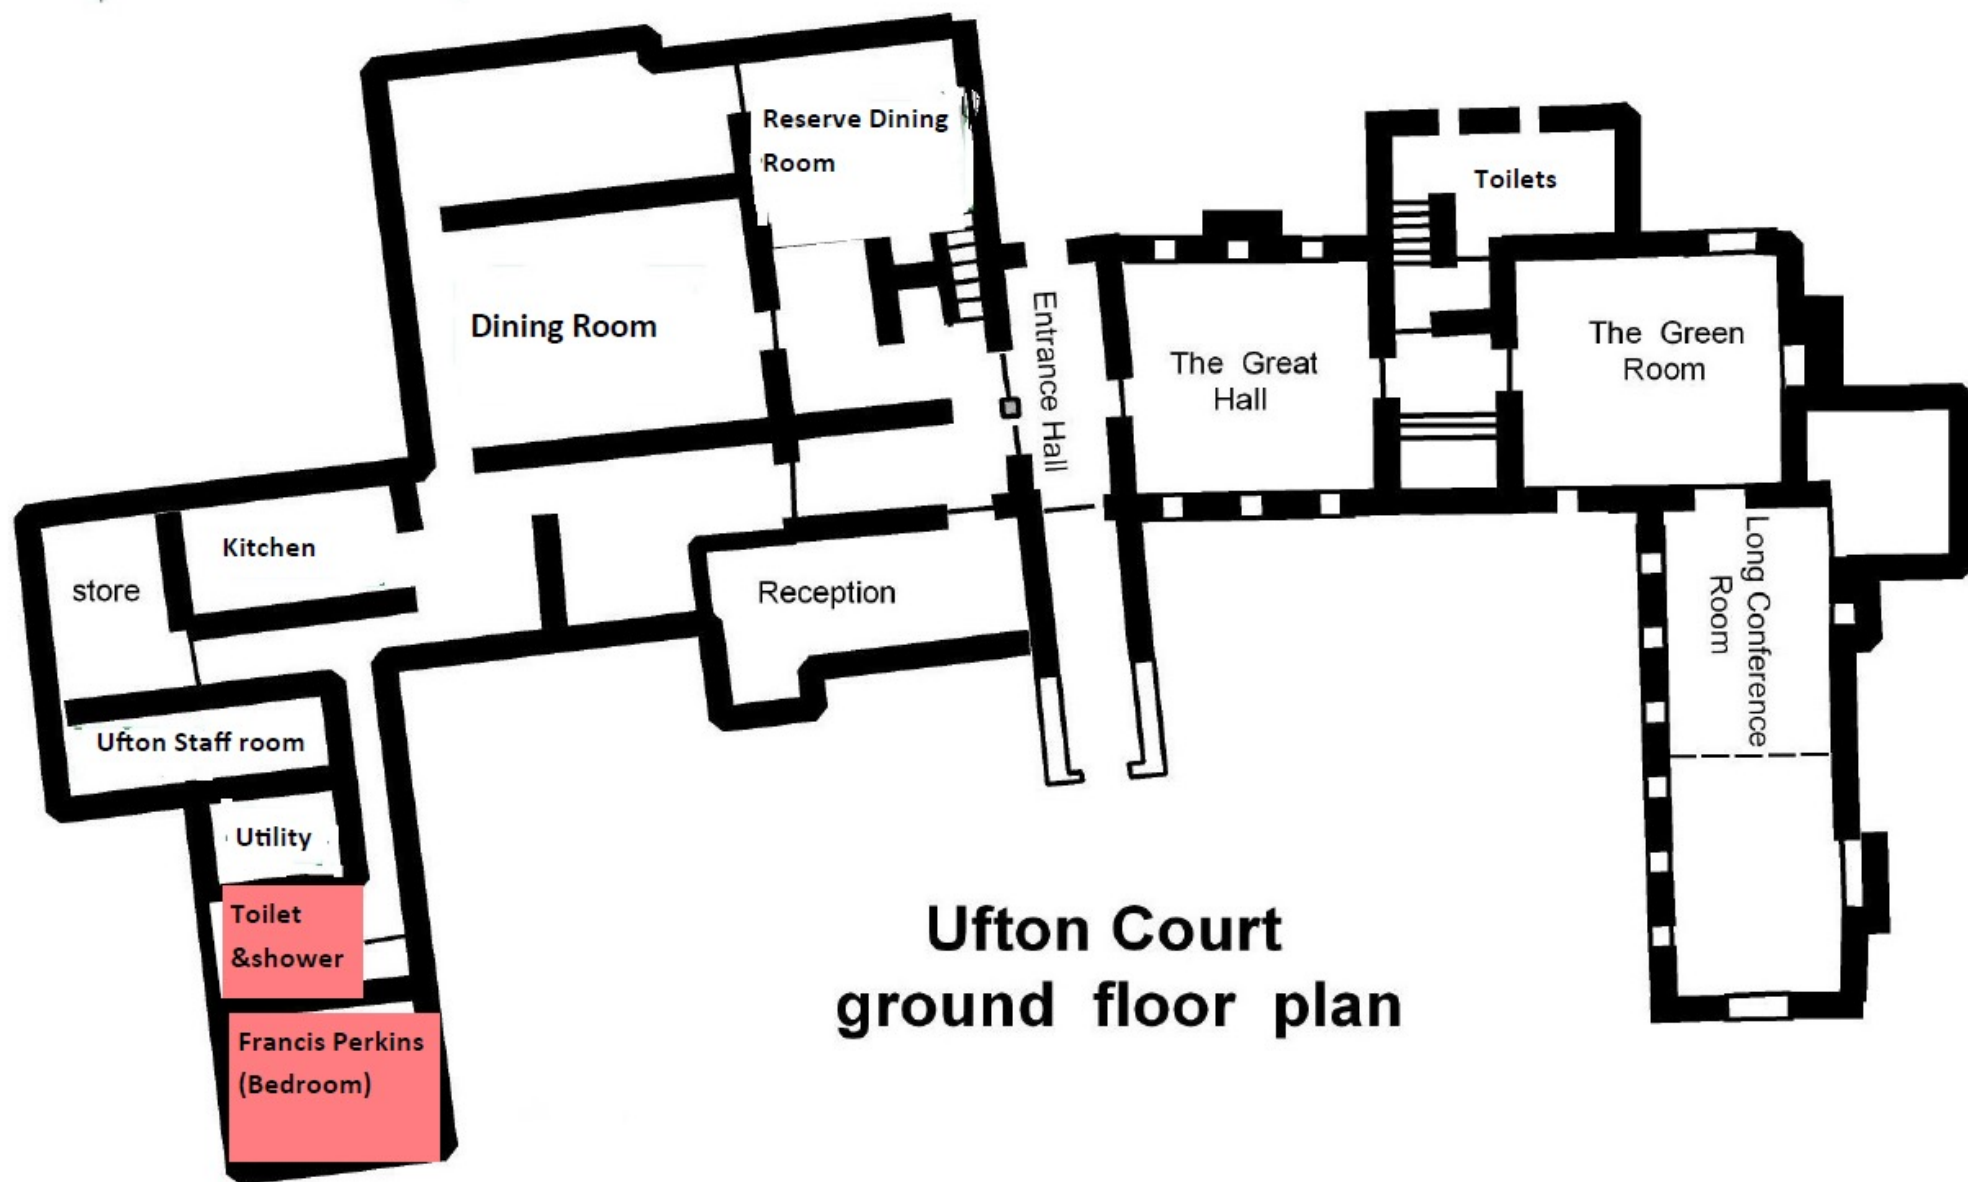 Reserve Dining
Room
Toilets
Dining Room
Entrance Hall
The Great
Hall
The Green
Room
Kitchen
store
Reception
Long Conference
Room
Ufton Staff room
Utility
Toilet
&shower
Francis Perkins
(Bedroom)
Ufton Court
ground floor plan